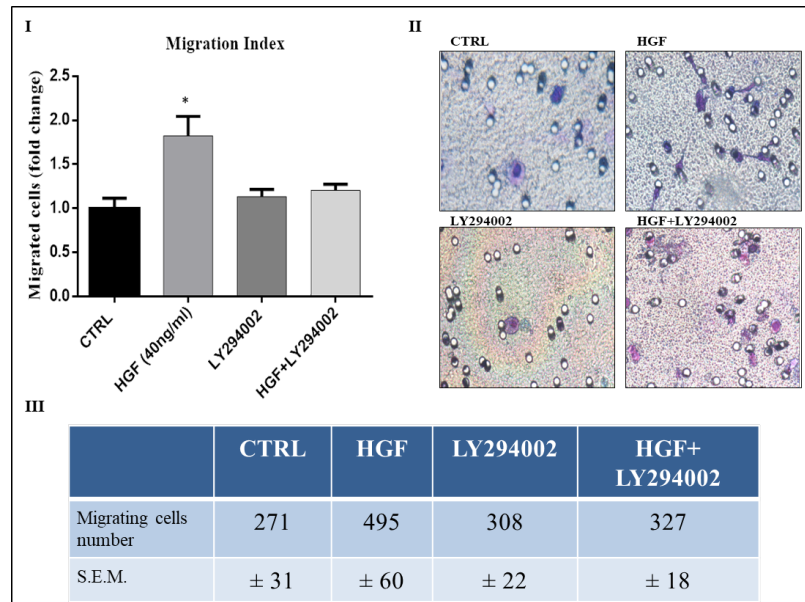 I
Migration Index
Migrated cells (fold change)
2.5
2.0
1.5
1.0
0.5
0.0
*
CTRL
HGF (40ng/ml)
LY294002
HGF+LY294002
II
CTRL
HGF
LY294002
HGF+LY294002
III
CTRL HGF LY294002 HGF+
LY294002
Migrating cells
number
271 495 308 327
S.E.M. ± 31 ± 60 ± 22 ± 18